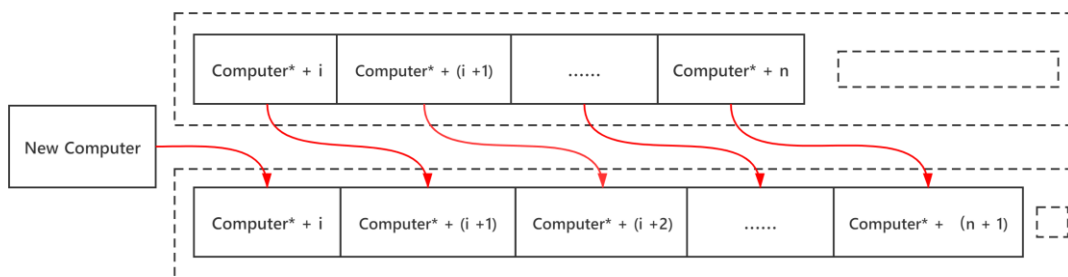 Computer* + i
Computer* + (i +1)
......
Computer* + n
New Computer
Computer* + i
Computer* + (i +1)
Computer* + (i +2)
......
Computer* + （n + 1)